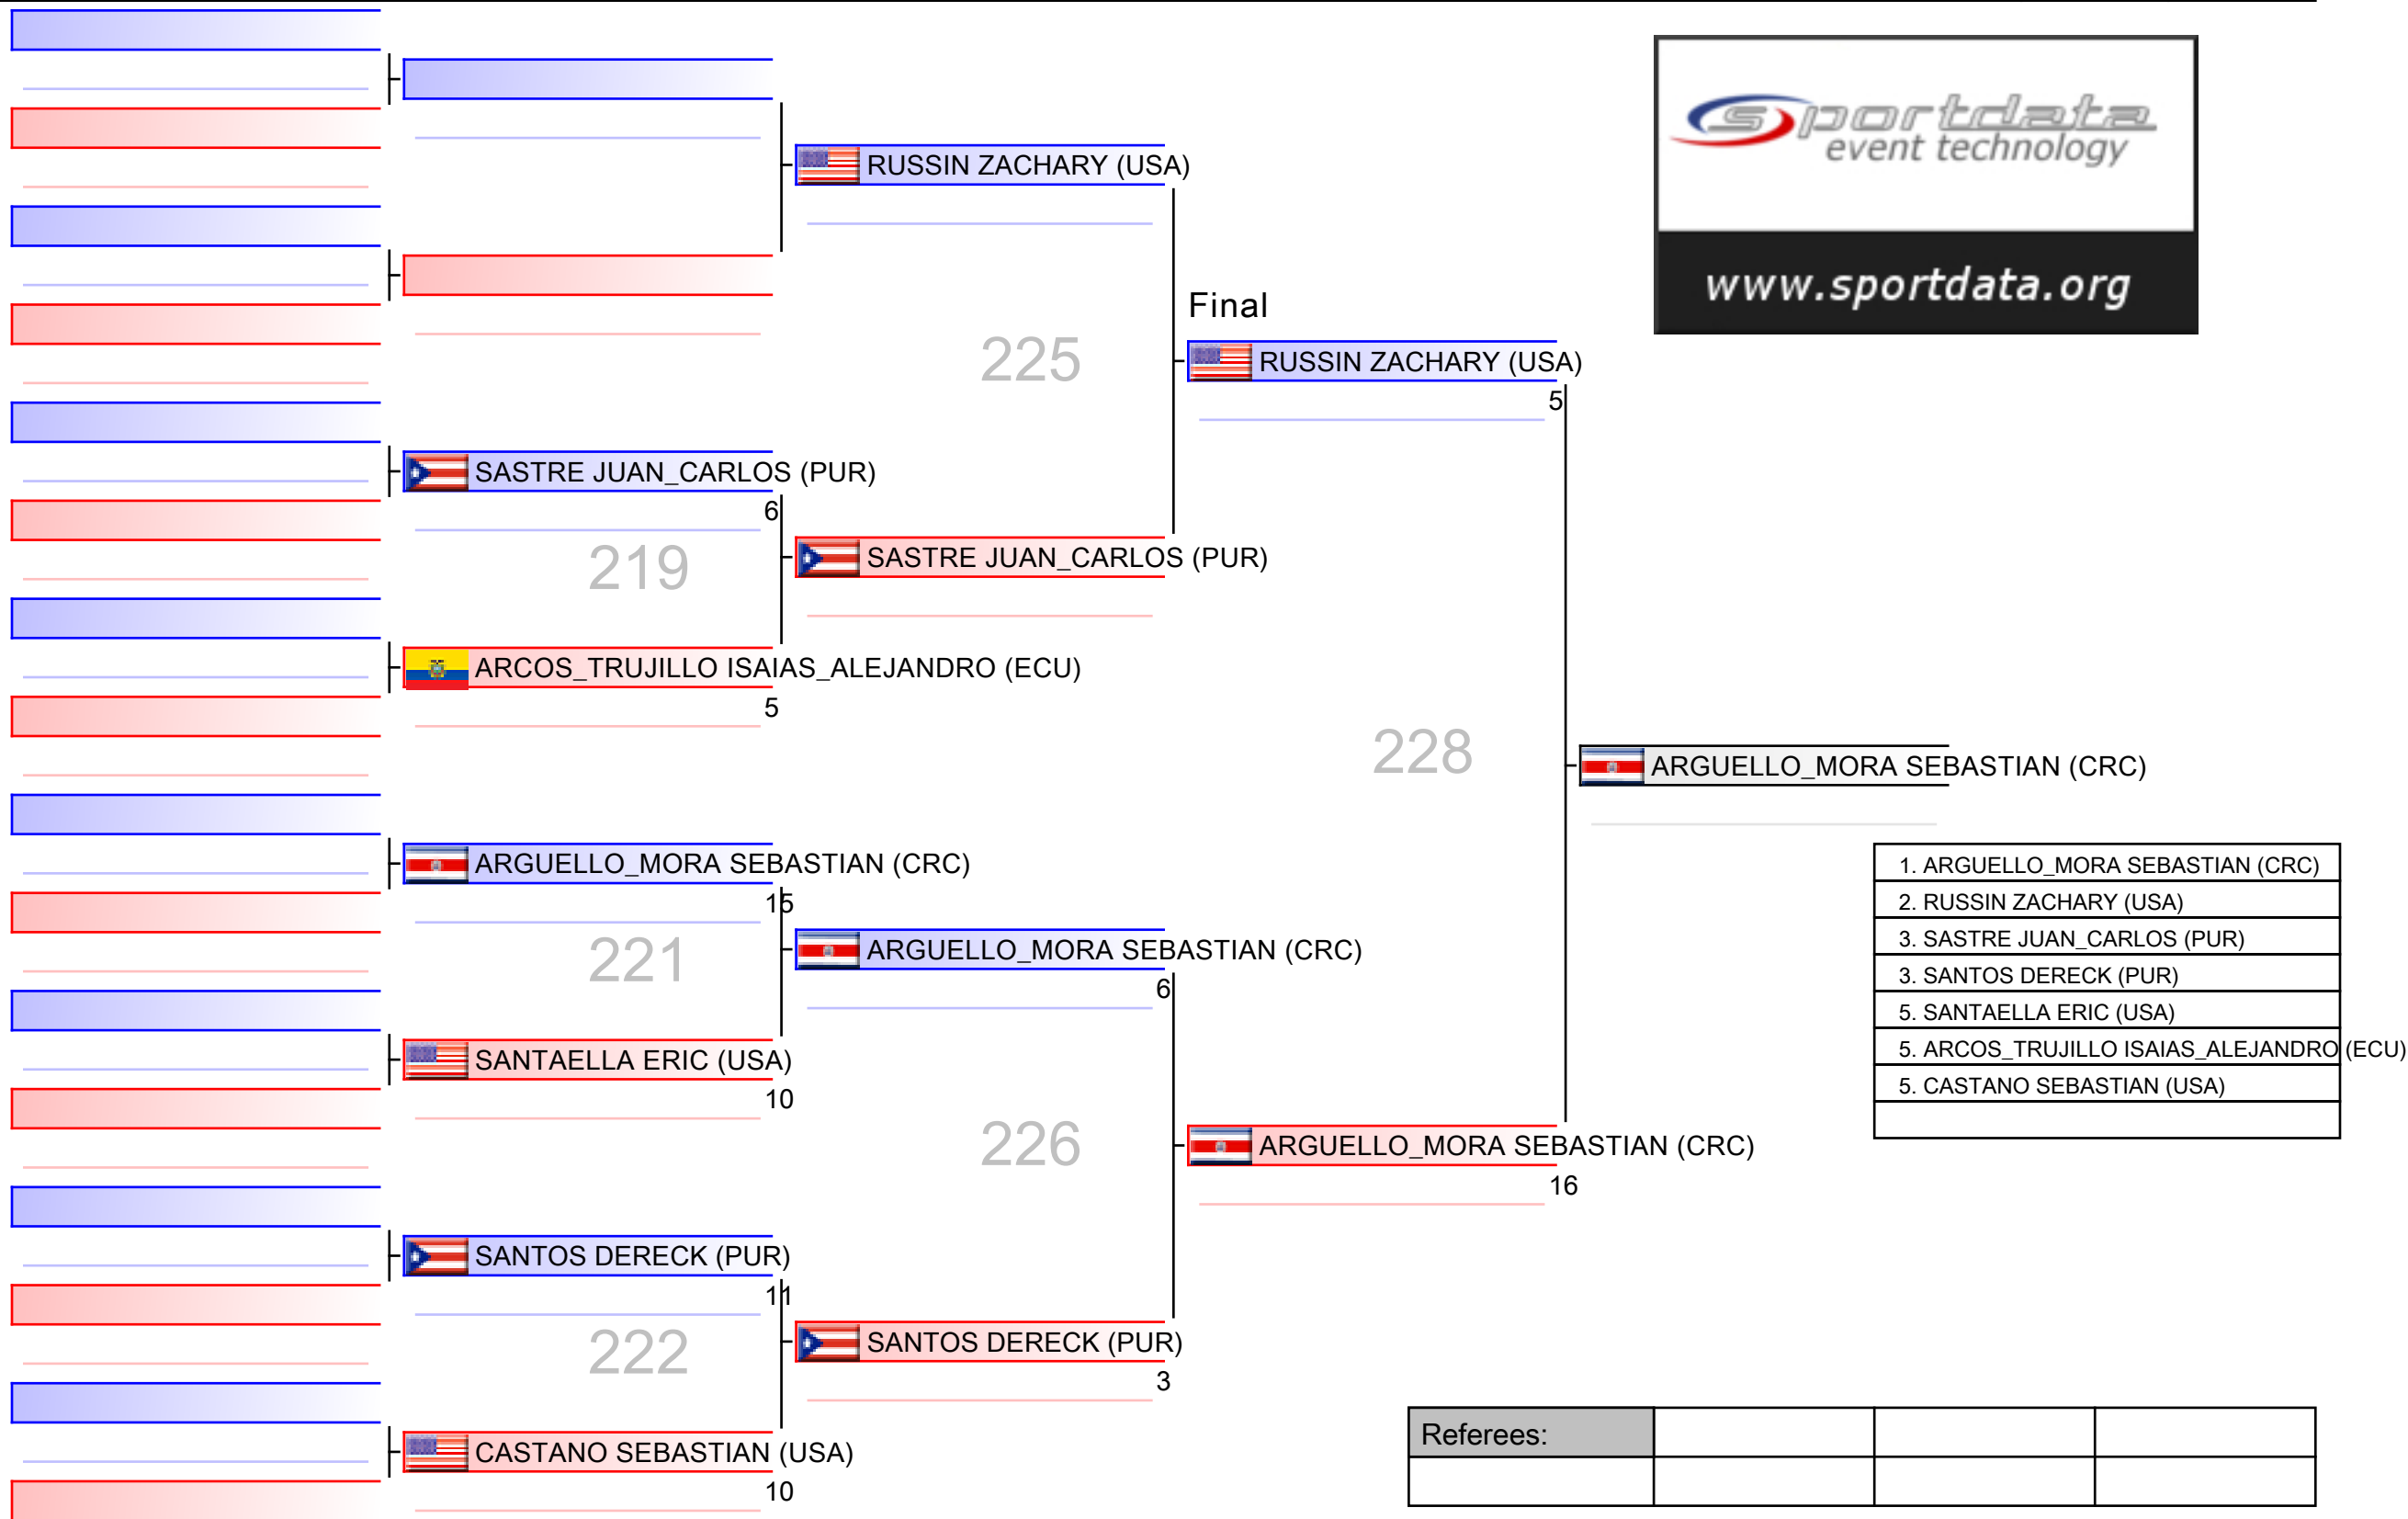 sportdata
event technology
www.sportdata.org
RUSSIN ZACHARY (USA)
Final
225
RUSSIN ZACHARY (USA)
5
SASTRE JUAN_CARLOS (PUR)
6
219
SASTRE JUAN_CARLOS (PUR)
ARCOS_TRUJILLO ISAIAS_ALEJANDRO (ECU)
5
228
ARGUELLO_MORA SEBASTIAN (CRC)
ARGUELLO_MORA SEBASTIAN (CRC)
15
221
ARGUELLO_MORA SEBASTIAN (CRC)
6
SANTAELLA ERIC (USA)
10
226
ARGUELLO_MORA SEBASTIAN (CRC)
16
SANTOS DERECK (PUR)
11
222
SANTOS DERECK (PUR)
3
CASTANO SEBASTIAN (USA)
10
1. ARGUELLO_MORA SEBASTIAN (CRC)
2. RUSSIN ZACHARY (USA)
3. SASTRE JUAN_CARLOS (PUR)
3. SANTOS DERECK (PUR)
5. SANTAELLA ERIC (USA)
5. ARCOS_TRUJILLO ISAIAS_ALEJANDRO (ECU)
5. CASTANO SEBASTIAN (USA)
Referees: